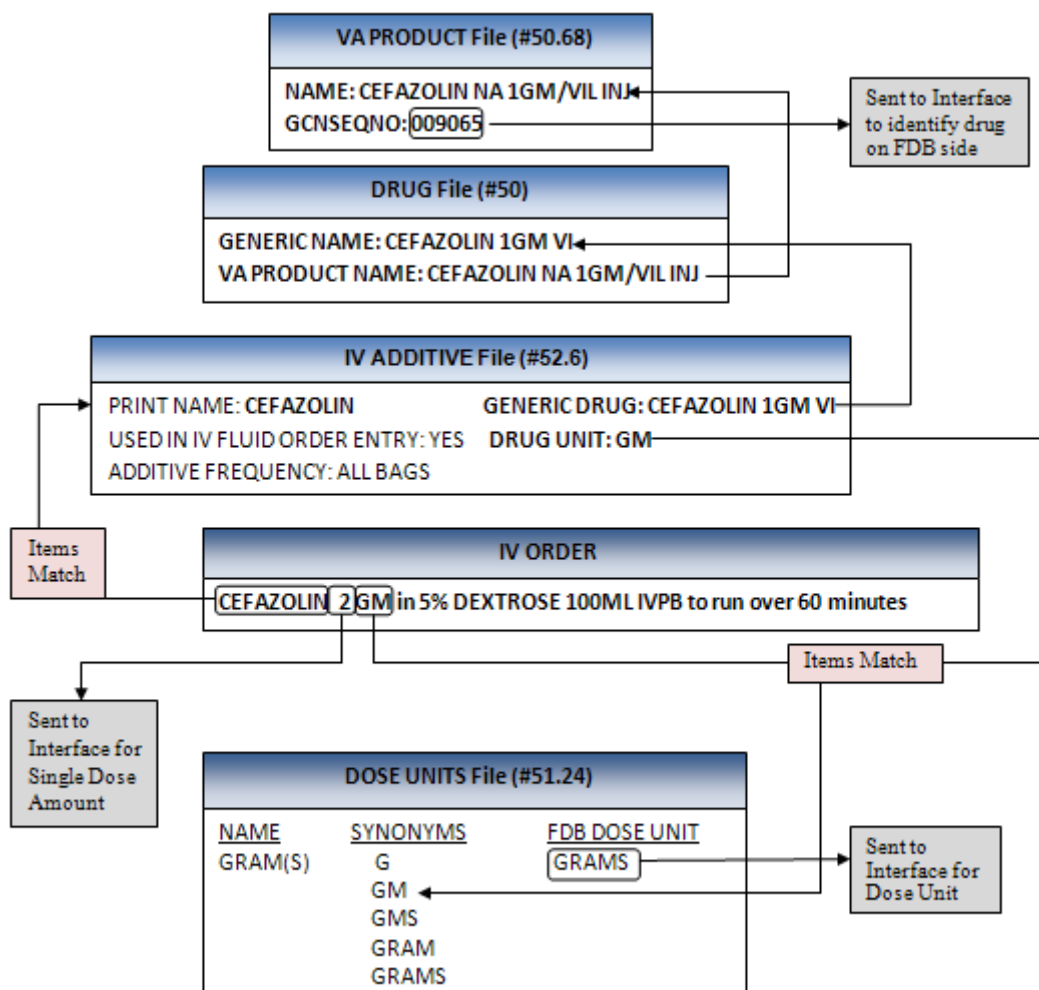 VA PRODUCT File (#50.68)
NAME: CEFAZOLIN NA 1GM/VIL INJ
GCNSEQNO: 009065
Sent to Interface
to identify drug
on FDB side
DRUG File (#50)
GENERIC NAME: CEFAZOLIN 1GM VI
VA PRODUCT NAME: CEFAZOLIN NA 1GM/VIL INJ
IV ADDITIVE File (#52.6)
PRINT NAME: CEFAZOLIN GENERIC DRUG: CEFAZOLIN 1GM VI
USED IN IV FLUID ORDER ENTRY: YES DRUG UNIT: GM
ADDITIVE FREQUENCY: ALL BAGS
Items
Match
IV ORDER
CEFAZOLIN 2 GM in 5% DEXTROSE 100ML IVPB to run over 60 minutes
Items Match
Sent to
Interface for
Single Dose
Amount
DOSE UNITS File (#51.24)
NAME SYNONYMS FDB DOSE UNIT
GRAM(S) G GRAMS
GM
GMS
GRAM
GRAMS
Sent to
Interface for
Dose Unit